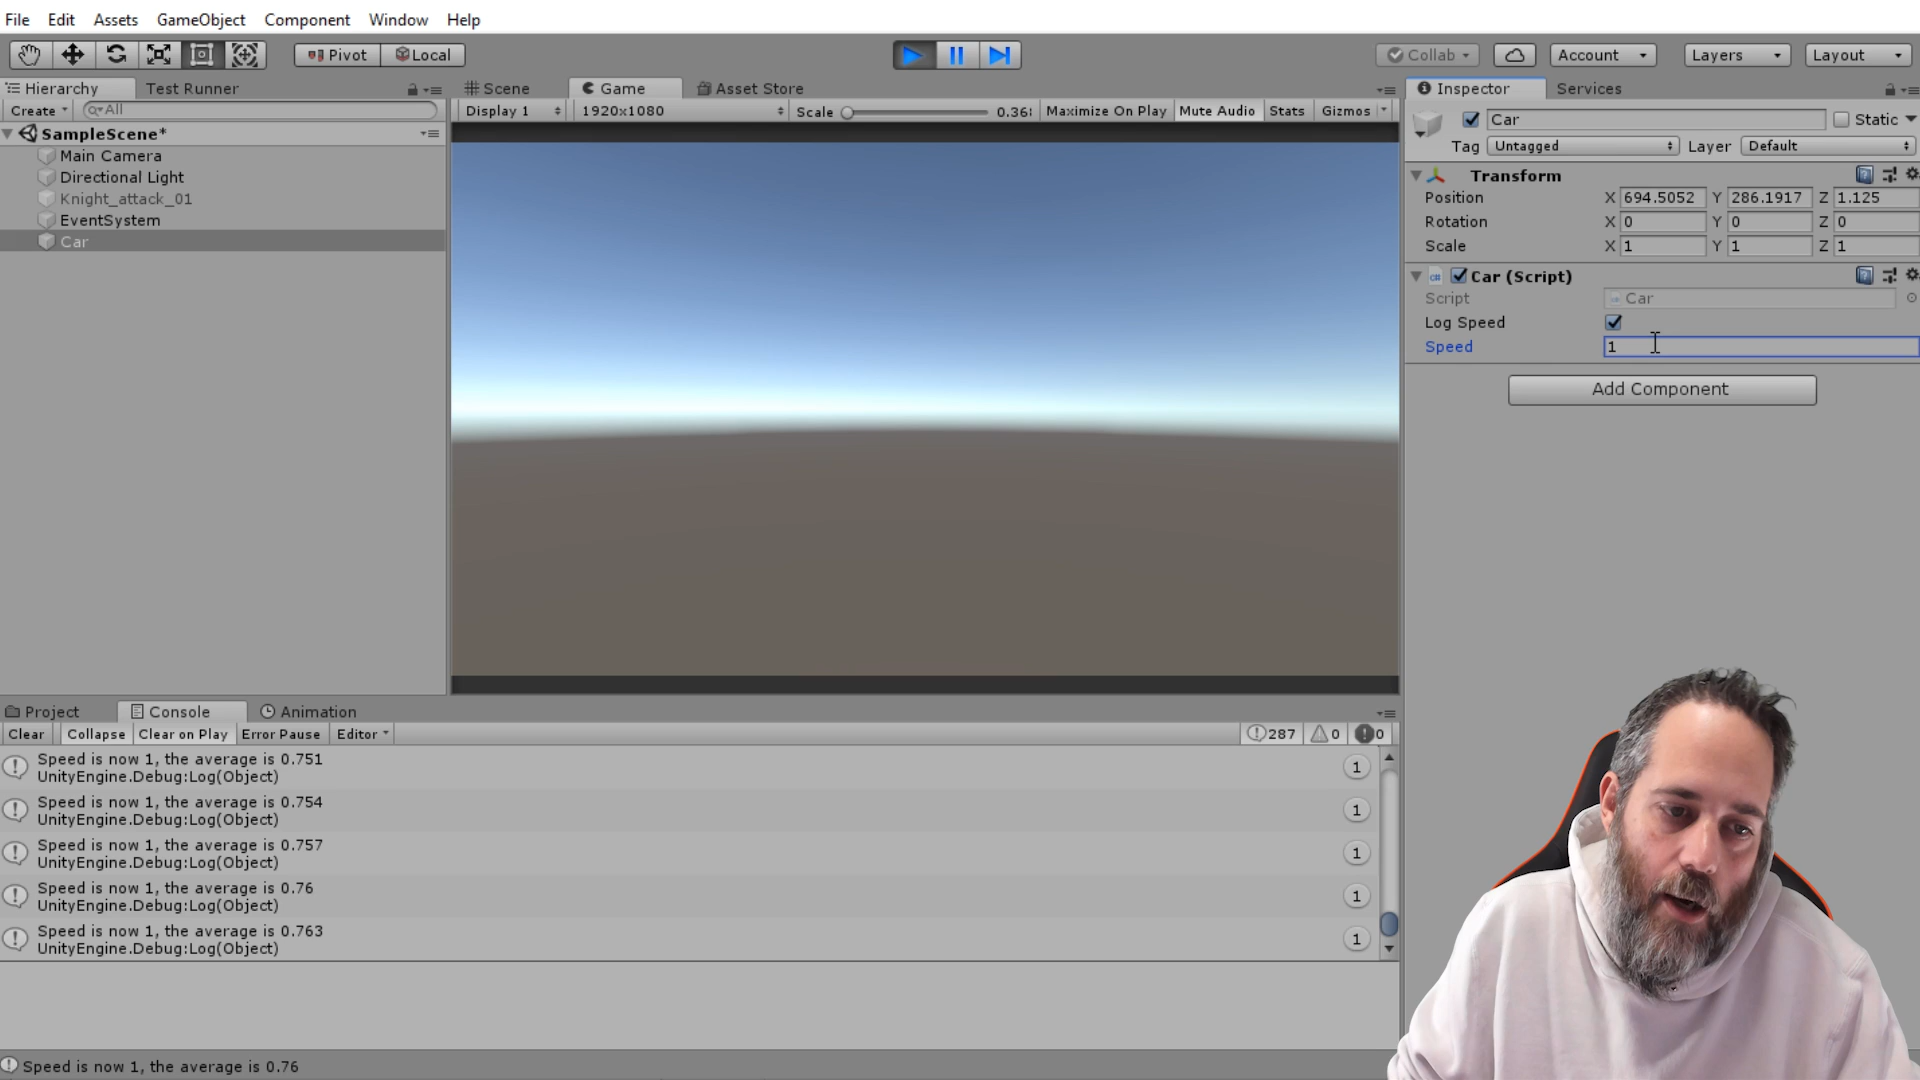 File Edit Assets GameObject Component Window Help
Pivot Local Collab Account Layers Layout
Hierarchy Test Runner Scene Game Asset Store Inspector Services
Create All Display 1 1920x1080 Scale 0.36 Maximize On Play Mute Audio Stats Gizmos
Car Static
SampleScene*
Tag Untagged Layer Default
Main Camera
Directional Light
Knight_attack_01
EventSystem
Car
Transform
Position X 694.5052 Y 286.1917 Z 1.125
Rotation X 0 Y 0 Z 0
Scale X 1 Y 1 Z 1
Car (Script)
Script Car
Log Speed
Speed 1
Add Component
Project Console Animation
Clear Collapse Clear on Play Error Pause Editor 287 0 0
Speed is now 1, the average is 0.751
UnityEngine.Debug:Log(Object)
1
Speed is now 1, the average is 0.754
UnityEngine.Debug:Log(Object)
1
Speed is now 1, the average is 0.757
UnityEngine.Debug:Log(Object)
1
Speed is now 1, the average is 0.76
UnityEngine.Debug:Log(Object)
1
Speed is now 1, the average is 0.763
UnityEngine.Debug:Log(Object)
1
Speed is now 1, the average is 0.76